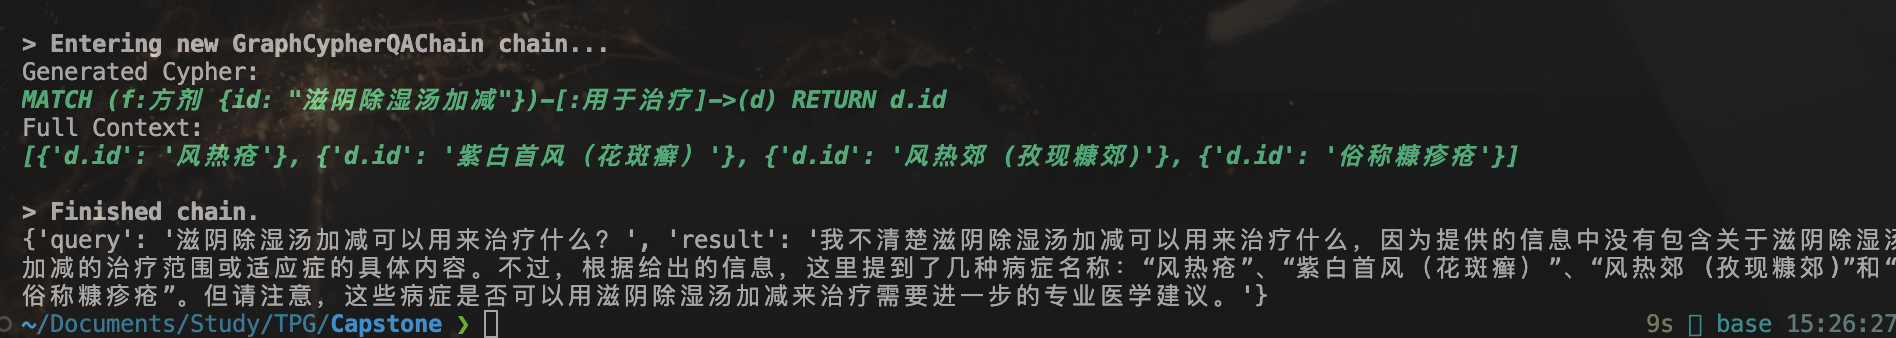 > Entering new GraphCypherQAChain chain...
Generated Cypher:
MATCH (f:方剂 {id: "滋阴除湿汤加减"})-[:用于治疗]->(d) RETURN d.id
Full Context:
[{'d.id': '风热疮'}, {'d.id': '紫白首风 (花斑癣) '}, {'d.id': '风热郊 (孜现糠郊)'}, {'d.id': '俗称糠疹疮'}]
> Finished chain.
{'query': '滋阴除湿汤加减可以用来治疗什么? ', 'result': '我不清楚滋阴除湿汤加减可以用来治疗什么，因为提供的信息中没有包含关于滋阴除湿汤
加减的治疗范围或适应症的具体内容。不过，根据给出的信息，这里提到了几种病症名称：“风热疮”、“紫白首风 (花斑癣) ”、“风热郊 (孜现糠郊)”和“
俗称糠疹疮”。但请注意，这些病症是否可以用滋阴除湿汤加减来治疗需要进一步的专业医学建议。'}
~/Documents/Study/TPG/Capstone ❯ 9s base 15:26:27